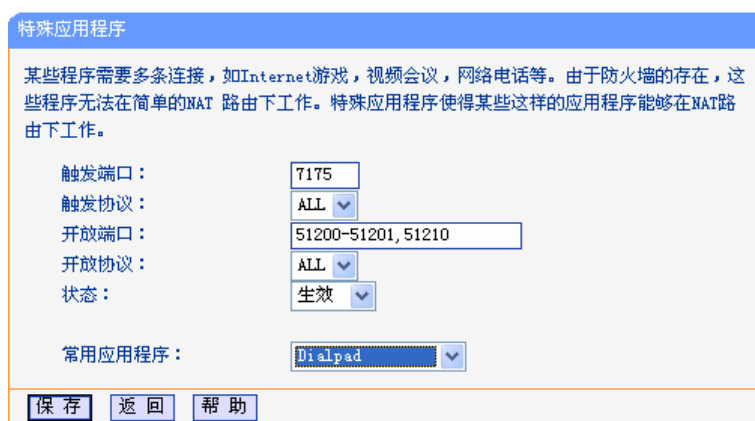 特殊应用程序
某些程序需要多条连接，如Internet游戏，视频会议，网络电话等。由于防火墙的存在，这
些程序无法在简单的NAT 路由下工作。特殊应用程序使得某些这样的应用程序能够在NAT路
由下工作。
触发端口： 7175
触发协议： ALL
开放端口： 51200-51201,51210
开放协议： ALL
状态： 生效
常用应用程序： Dialpad
保 存 返 回 帮 助